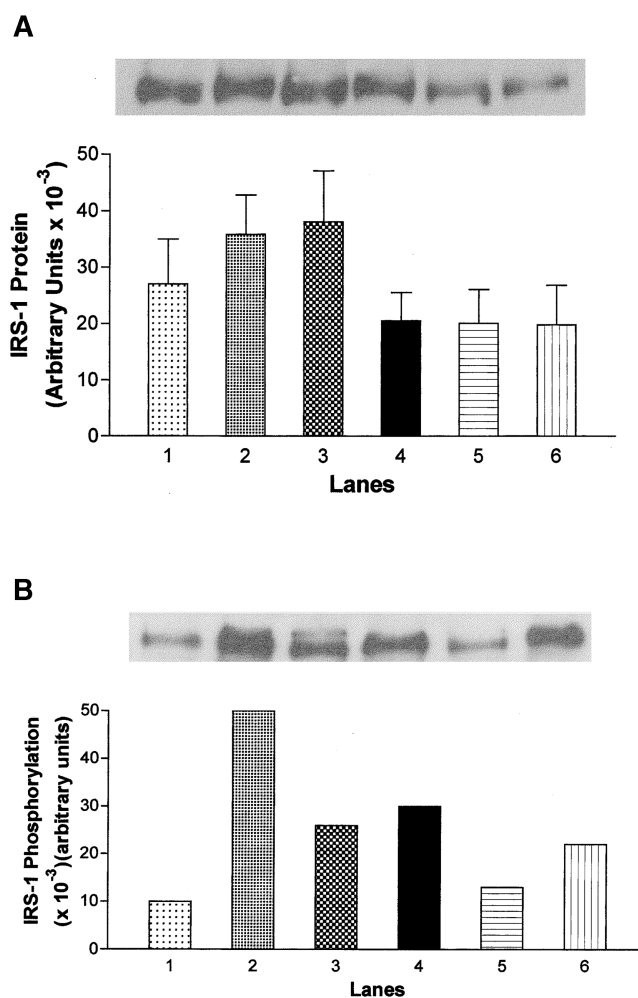 A
50
40
30
20
10
0
IRS-1 Protein
(Arbitrary Units x 10-3)
1 2 3 4 5 6
Lanes
B
50
40
30
20
10
0
IRS-1 Phosphorylation
(x 10-3)(arbitrary units)
1 2 3 4 5 6
Lanes